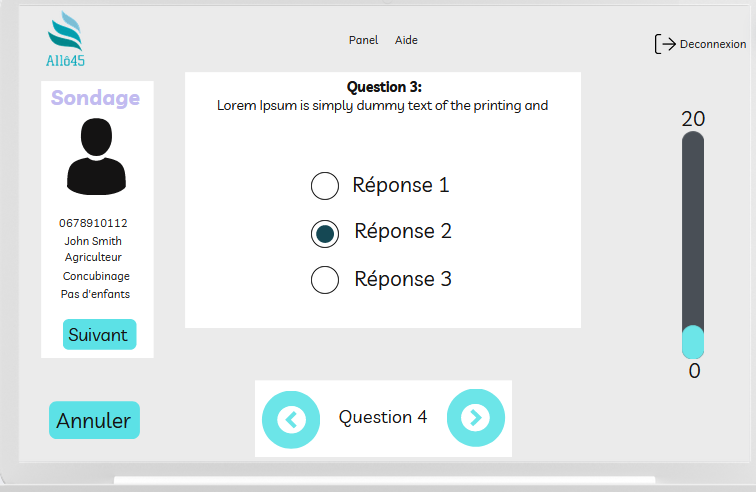 Allô45
Panel Aide
Deconnexion
Sondage
0678910112
John Smith
Agriculteur
Concubinage
Pas d'enfants
Suivant
Annuler
Question 3:
Lorem Ipsum is simply dummy text of the printing and
Réponse 1
Réponse 2
Réponse 3
Question 4
20
0